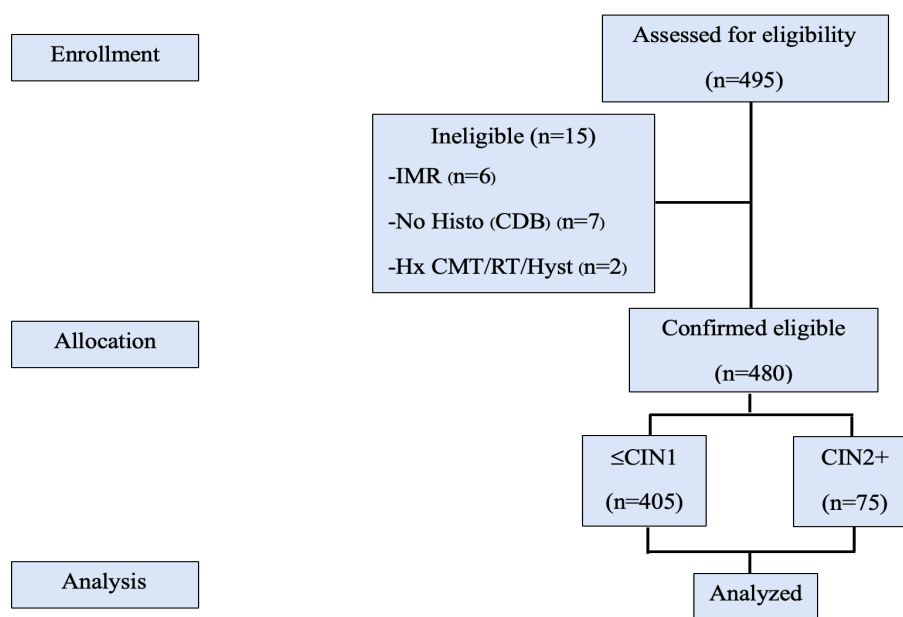 Enrollment
Assessed for eligibility
(n=495)
Ineligible (n=15)
-IMR (n=6)
-No Histo (CDB) (n=7)
-Hx CMT/RT/Hyst (n=2)
Allocation
Confirmed eligible
(n=480)
≤CIN1
(n=405)
CIN2+
(n=75)
Analysis
Analyzed